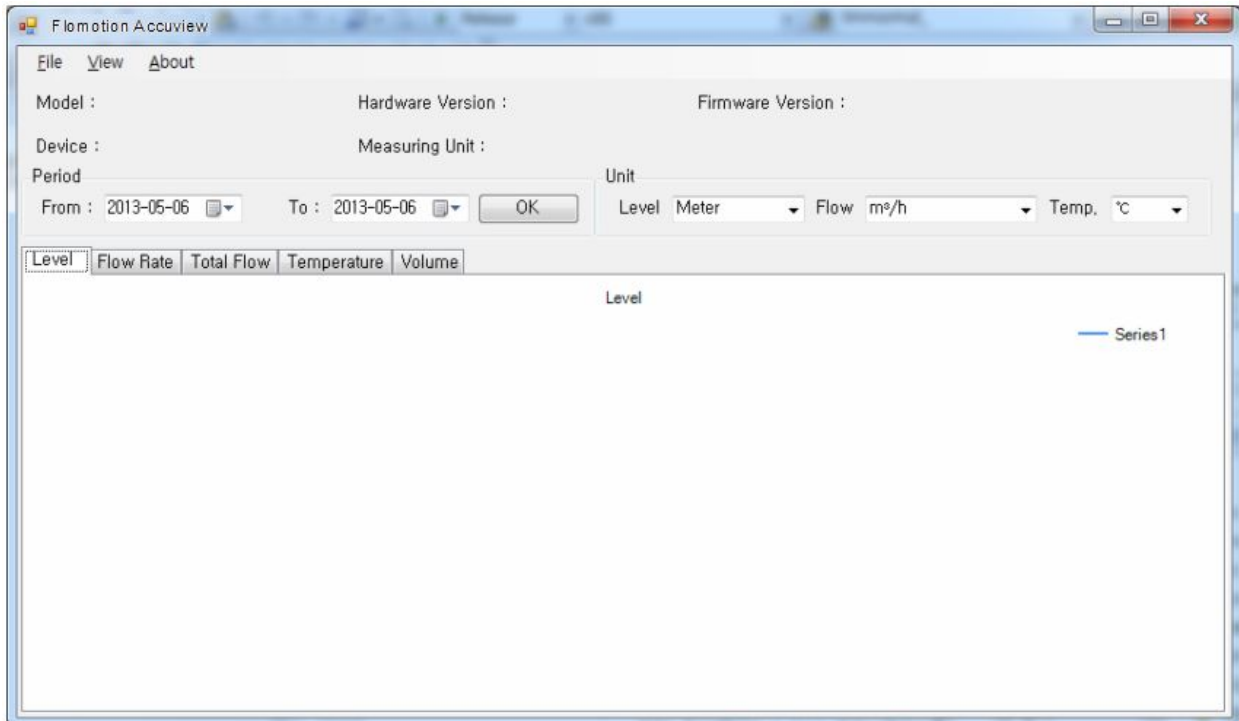 Flomotion Accuview
File View About
Model : Hardware Version : Firmware Version :
Device : Measuring Unit :
Period Unit
From : 2013-05-06 To : 2013-05-06 OK Level Meter Flow m³/h Temp. ℃
Level Flow Rate Total Flow Temperature Volume
Level
Series1